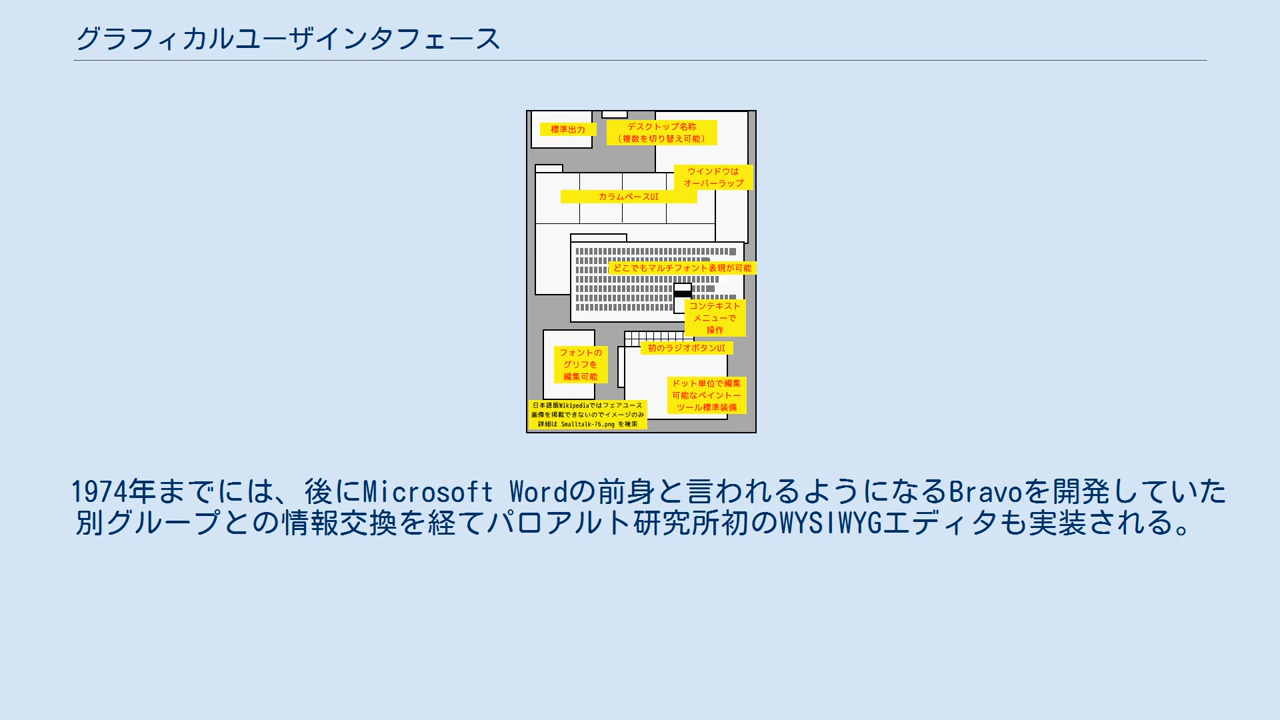 グラフィカルユーザインタフェース
標準出力
デスクトップ名称
(複数を切り替え可能)
ウインドウは
オーバーラップ
カラムベースUI
どこでもマルチフォント表現が可能
コンテキスト
メニューで
操作
初のラジオボタンUI
フォントの
グリフを
編集可能
ドット単位で編集
可能なペイントー
ツール標準装備
日本語版Wikipediaではフェアユース
画像を掲載できないのでイメージのみ
詳細は Smalltalk-76.png を検索
1974年までには、後にMicrosoft Wordの前身と言われるようになるBravoを開発していた
別グループとの情報交換を経てパロアルト研究所初のWYSIWYGエディタも実装される。